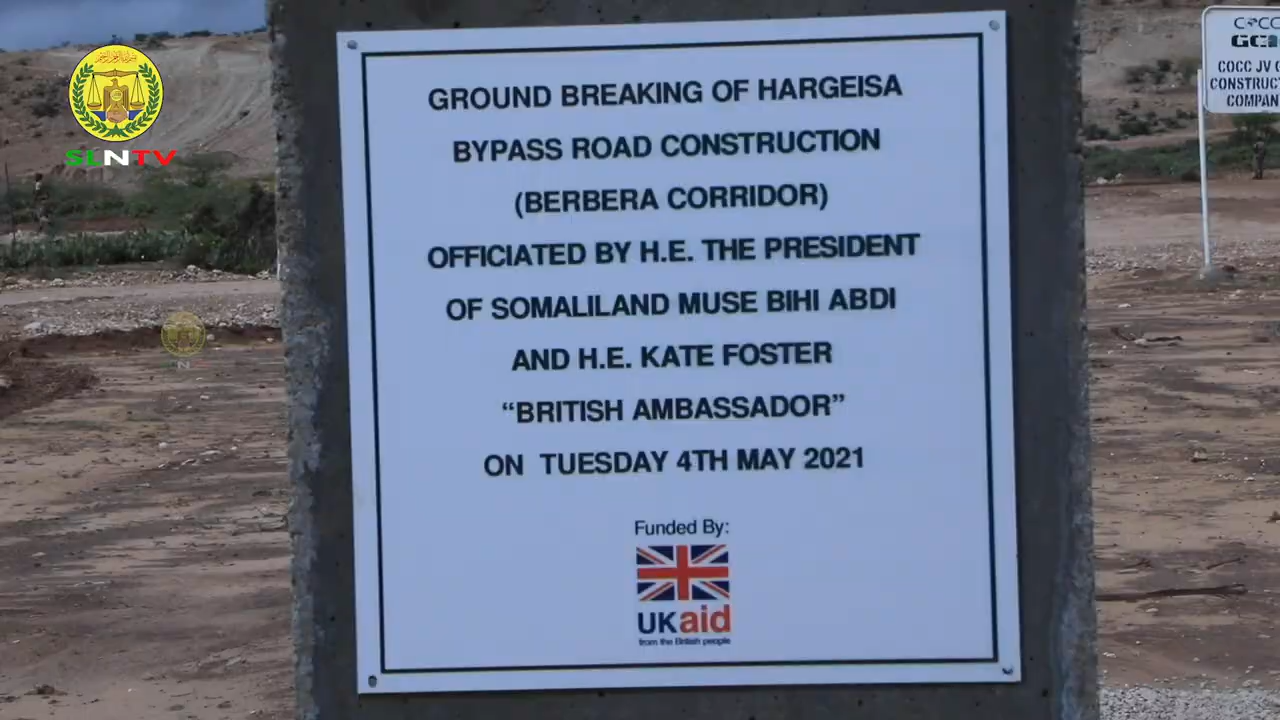 SLNTV
GROUND BREAKING OF HARGEISA
BYPASS ROAD CONSTRUCTION
(BERBERA CORRIDOR)
OFFICIATED BY H.E. THE PRESIDENT
OF SOMALILAND MUSE BIHI ABDI
AND H.E. KATE FOSTER
“BRITISH AMBASSADOR”
ON TUESDAY 4TH MAY 2021
Funded By:
UKaid
from the British people
COCC JV